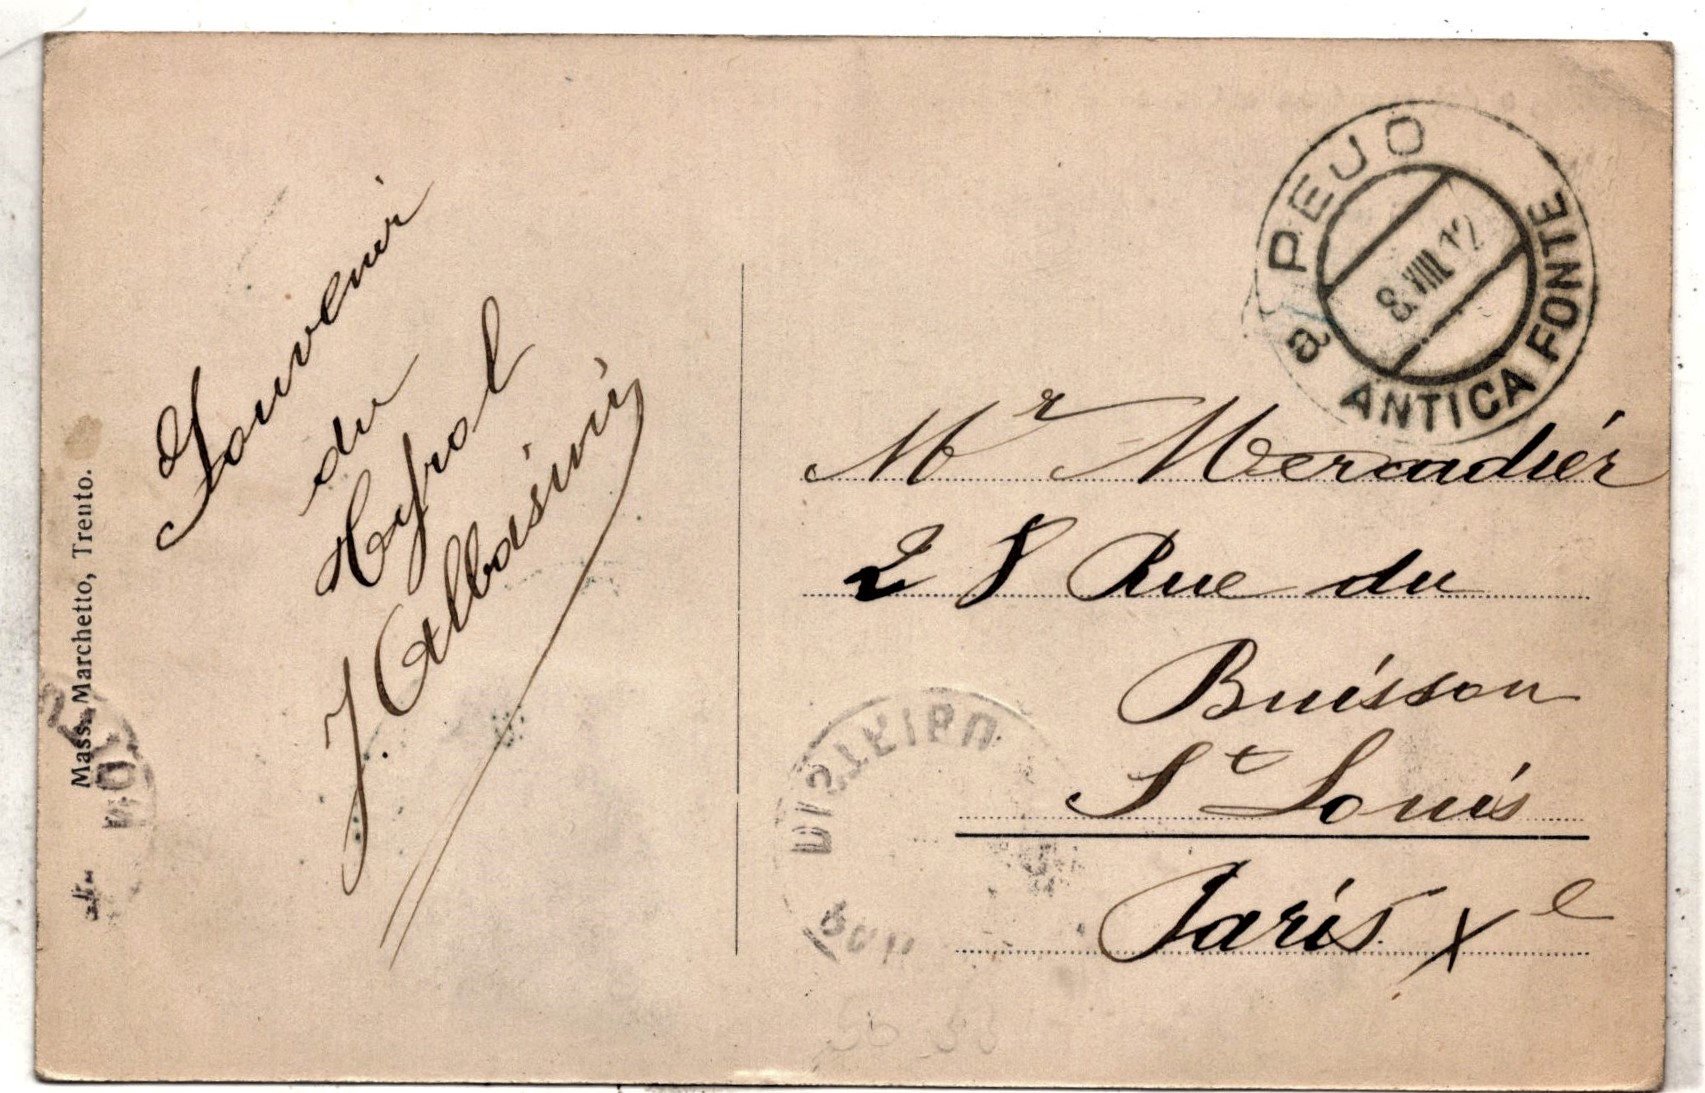 Mass. Marchetto, Trento.
Souvenir
du
Tyrol
J. Albasini
PEJO
a
ANTICA FONTE
8.VIII.12
Mr Mercadier
28 Rue du
Buisson
St Louis
Paris Xe
DISTRIBU